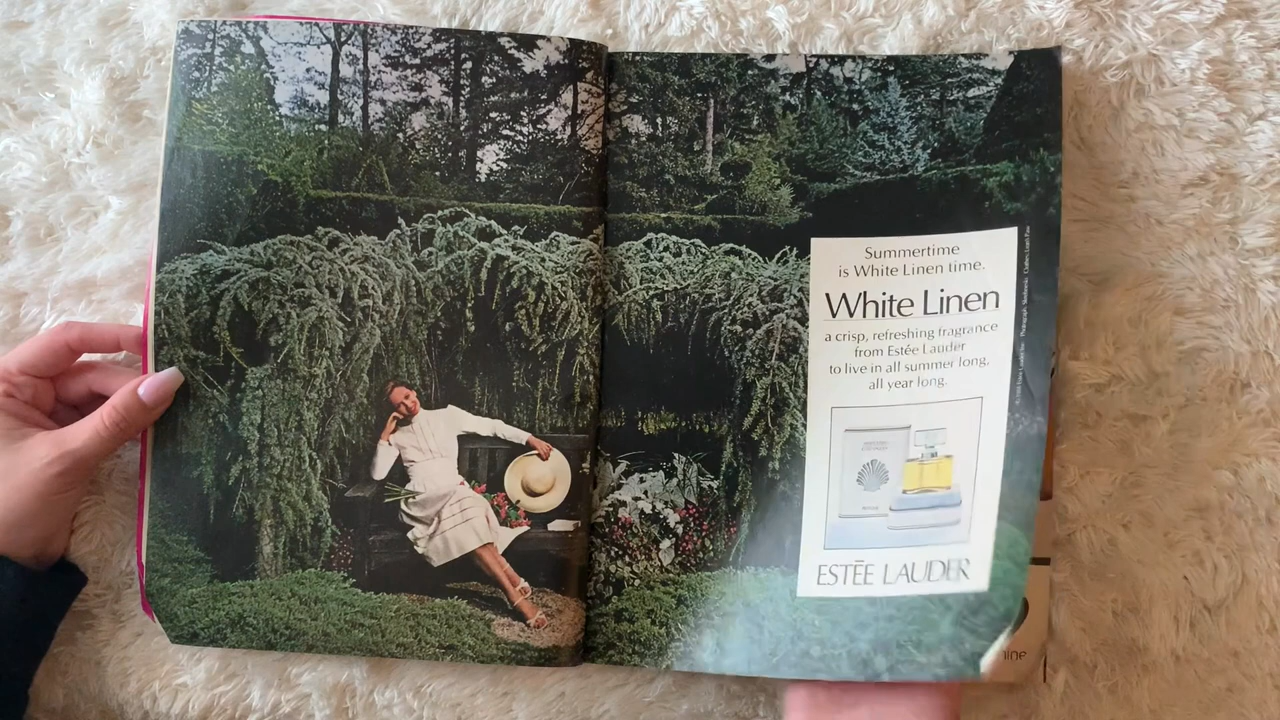 Summertime
is White Linen time.
White Linen
a crisp, refreshing fragrance
from Estée Lauder
to live in all summer long,
all year long.
ESTĒE LAUDER